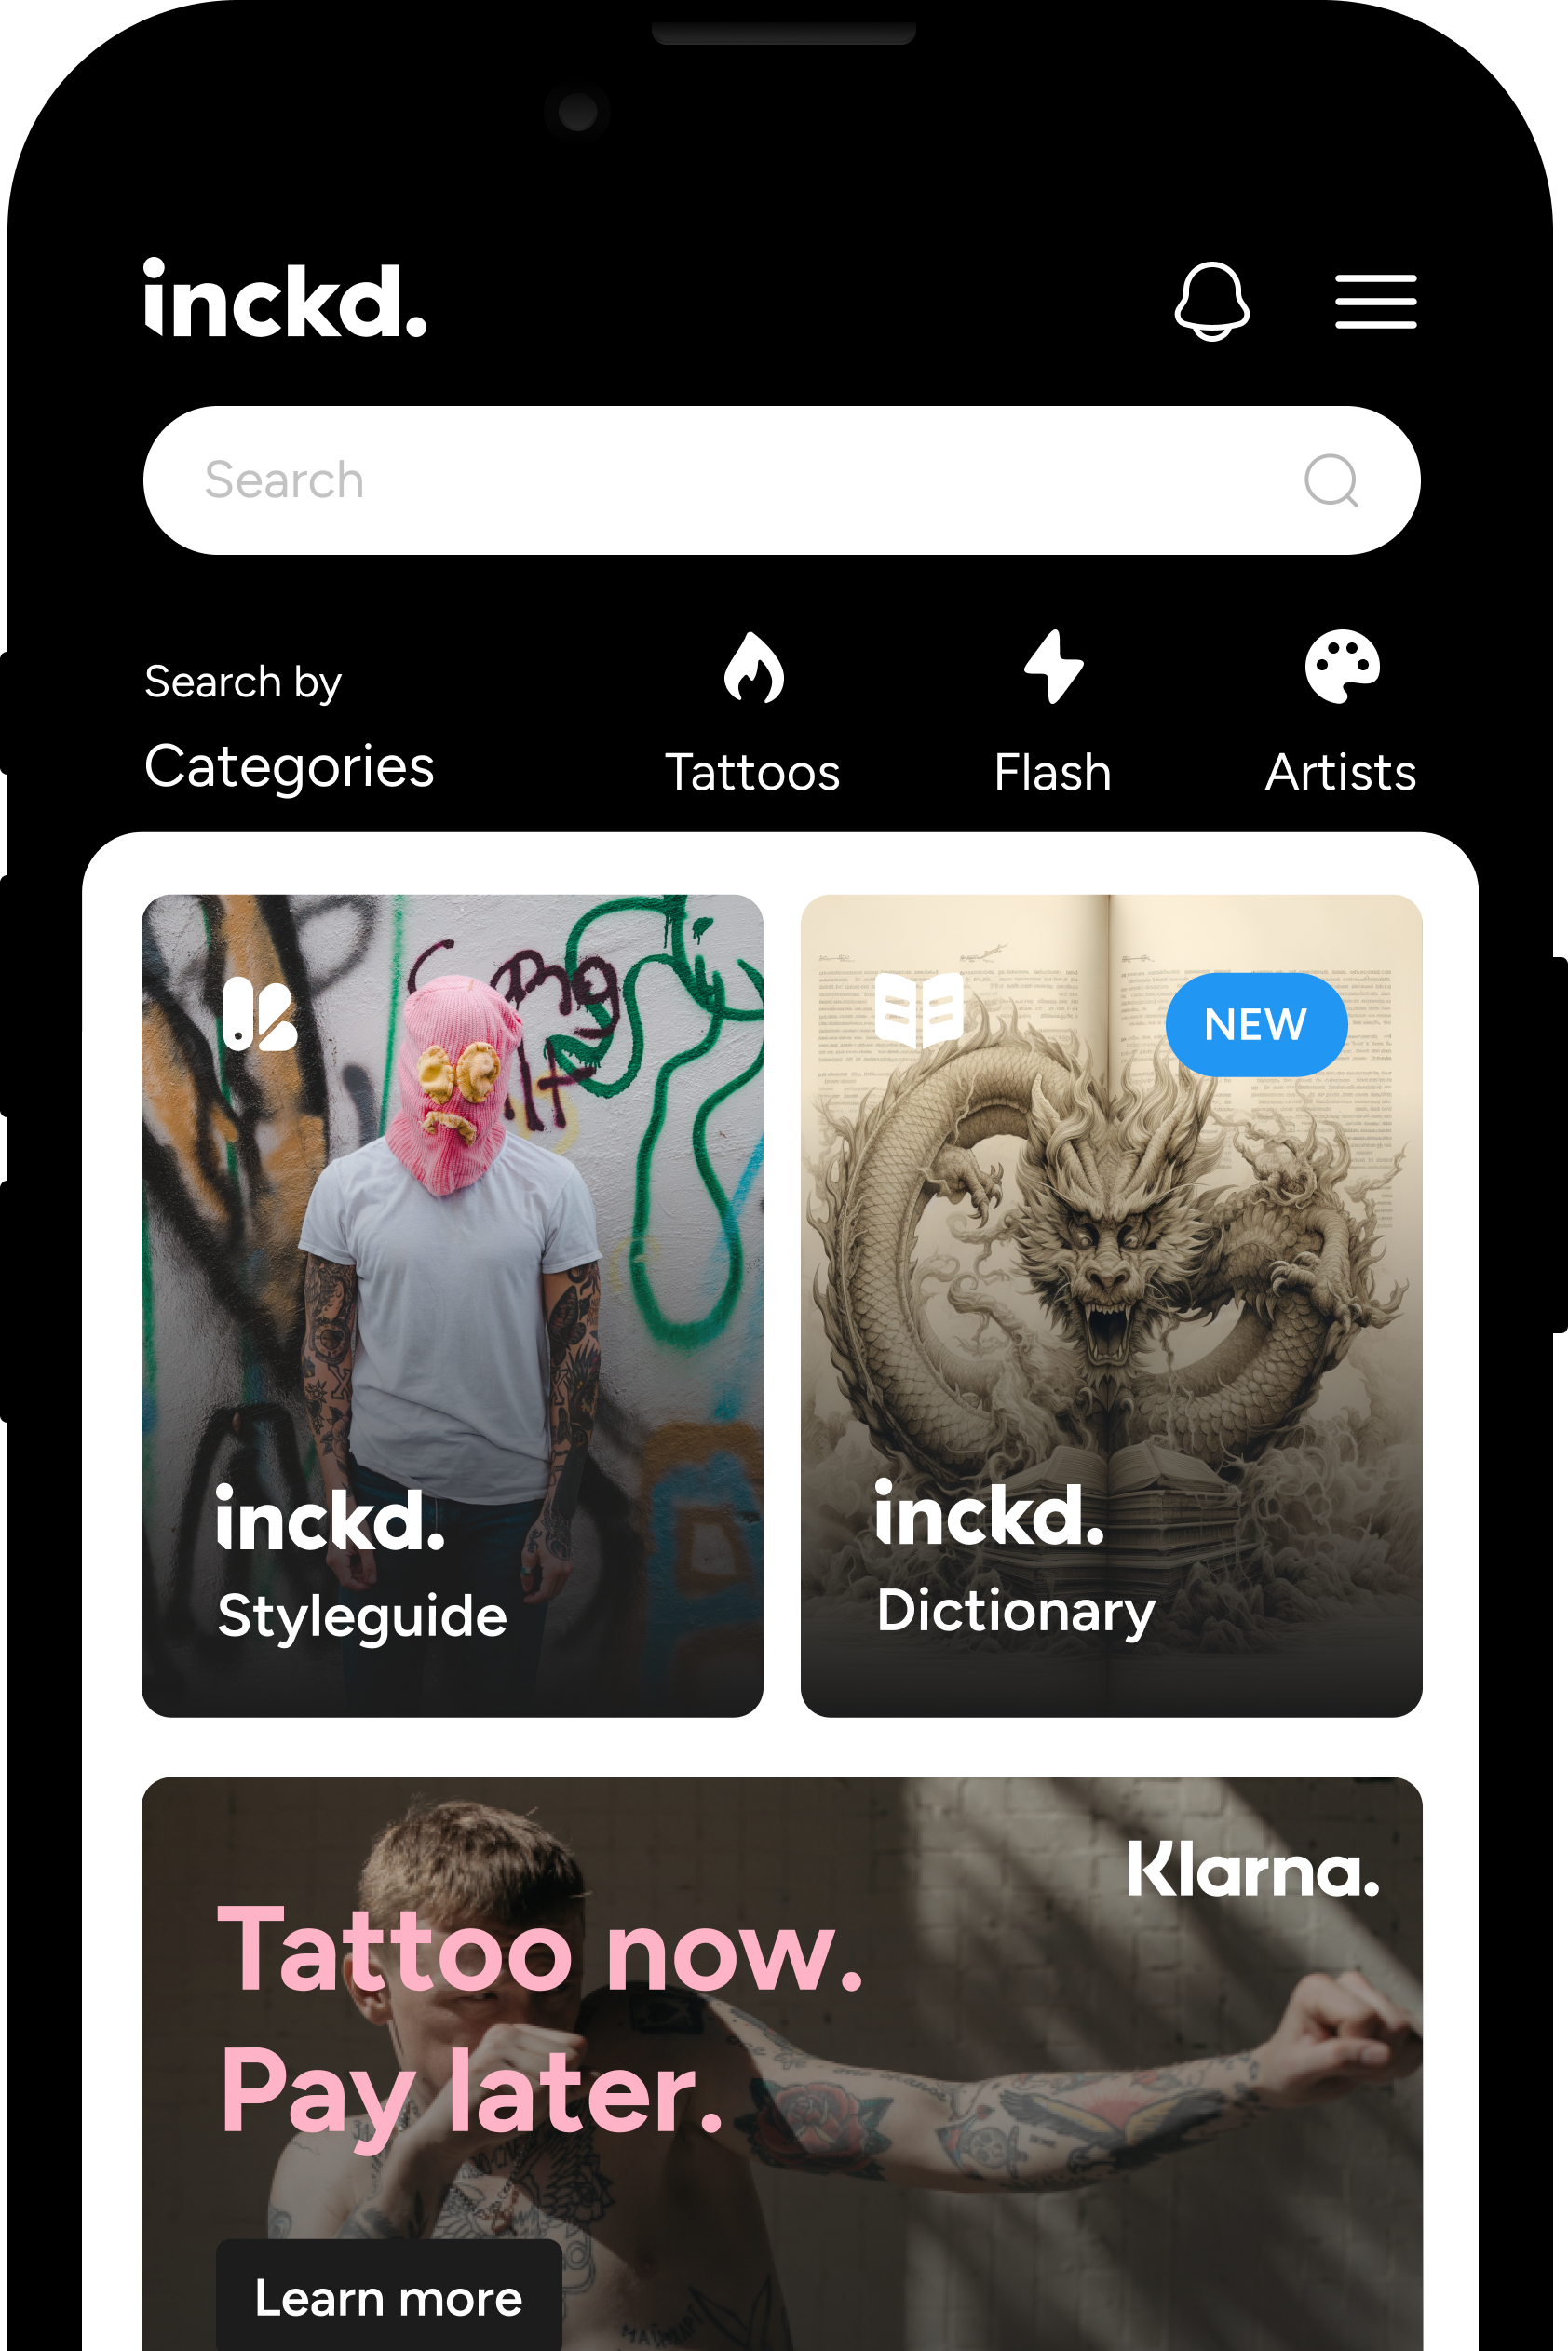 inckd.
Search
Search by
Categories
Tattoos
Flash
Artists
NEW
inckd.
Styleguide
inckd.
Dictionary
Klarna.
Tattoo now.
Pay later.
Learn more